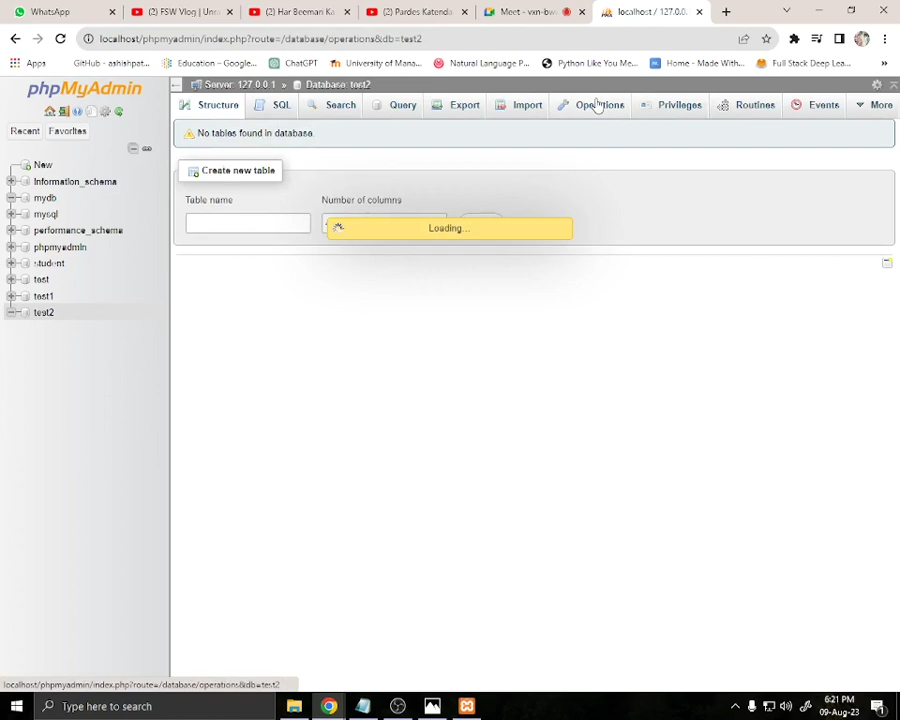 WhatsApp
(2) FSW Vlog | Uns
(2) Har Beeman Ka
(2) Pardes Katenda
Meet - vxn-bw
localhost / 127.0.0.
localhost/phpmyadmin/index.php?route=/database/operations&db=test2
Apps
GitHub - ashishpat...
Education – Google...
ChatGPT
University of Mana...
Natural Language P...
Python Like You Me...
Home - Made With...
Full Stack Deep Lea...
phpMyAdmin
Recent
Favorites
New
information_schema
mydb
mysql
performance_schema
phpmyadmin
student
test
test1
test2
Server: 127.0.0.1 » Database: test2
Structure
SQL
Search
Query
Export
Import
Operations
Privileges
Routines
Events
More
No tables found in database.
Create new table
Table name
Number of columns
Loading...
localhost/phpmyadmin/index.php?route=/database/operations&db=test2
Type here to search
6:21 PM
09-Aug-23